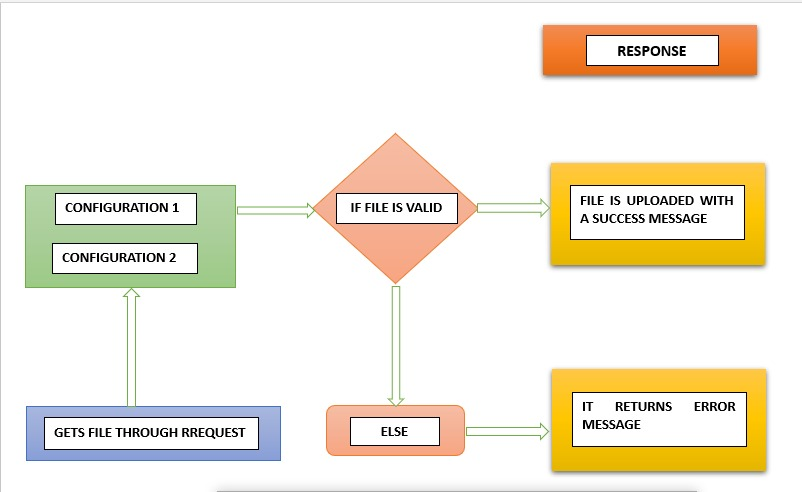 RESPONSE
CONFIGURATION 1
IF FILE IS VALID
FILE IS UPLOADED WITH
A SUCCESS MESSAGE
CONFIGURATION 2
GETS FILE THROUGH RREQUEST
ELSE
IT RETURNS ERROR
MESSAGE